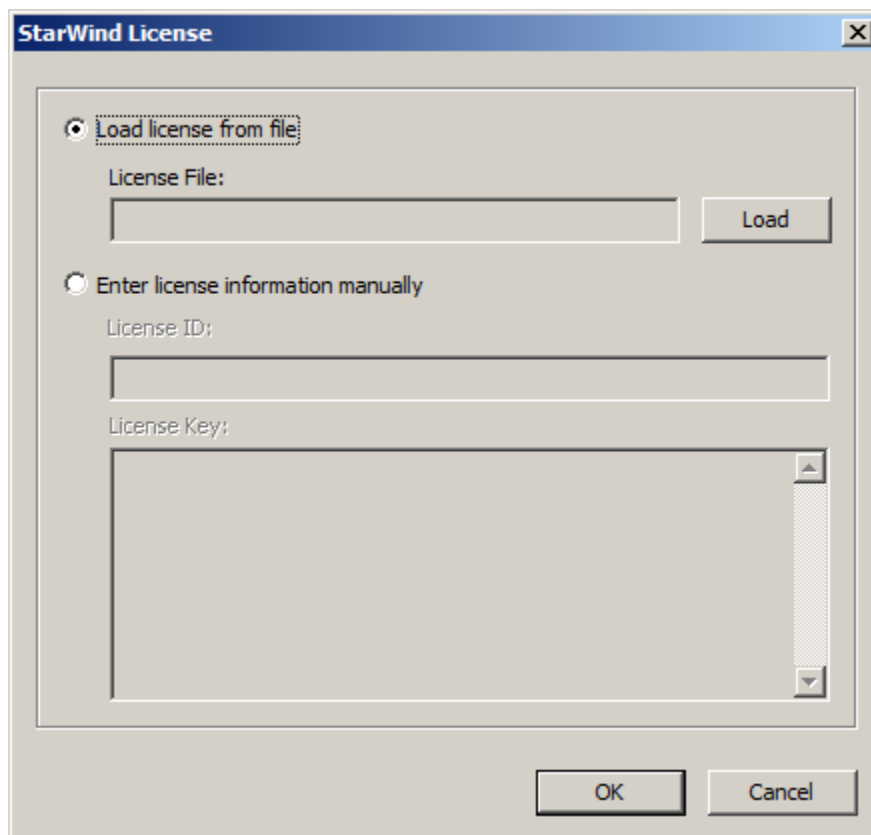 StarWind License
Load license from file
License File:
Load
Enter license information manually
License ID:
License Key:
OK
Cancel